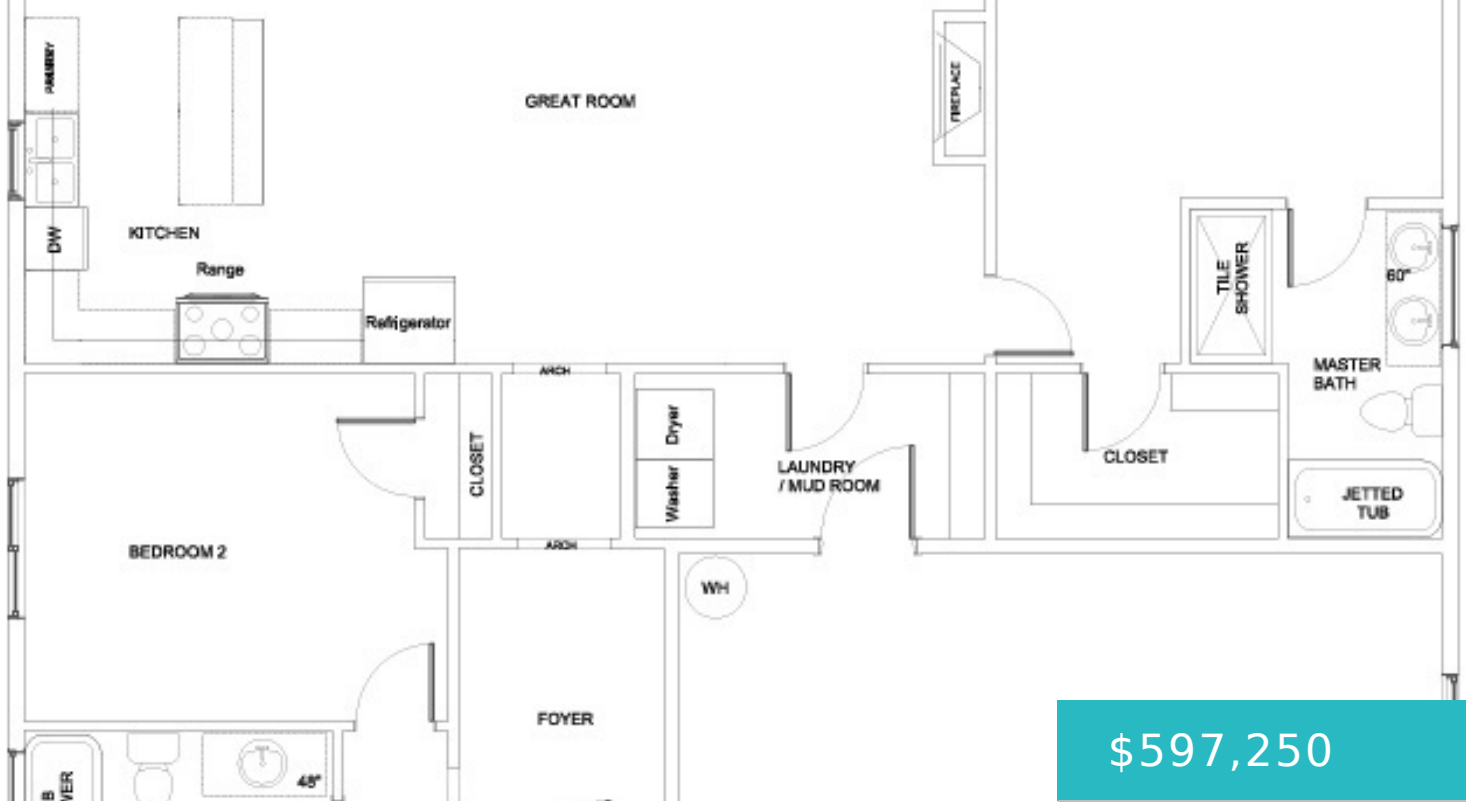 PANTRY
GREAT ROOM
FIREPLACE
DW
KITCHEN
Range
Refrigerator
TILE
SHOWER
60"
MASTER
BATH
ARCH
CLOSET
Dryer
Washer
LAUNDRY
/ MUD ROOM
CLOSET
JETTED
TUB
BEDROOM 2
ARCH
WH
FOYER
48"
$597,250